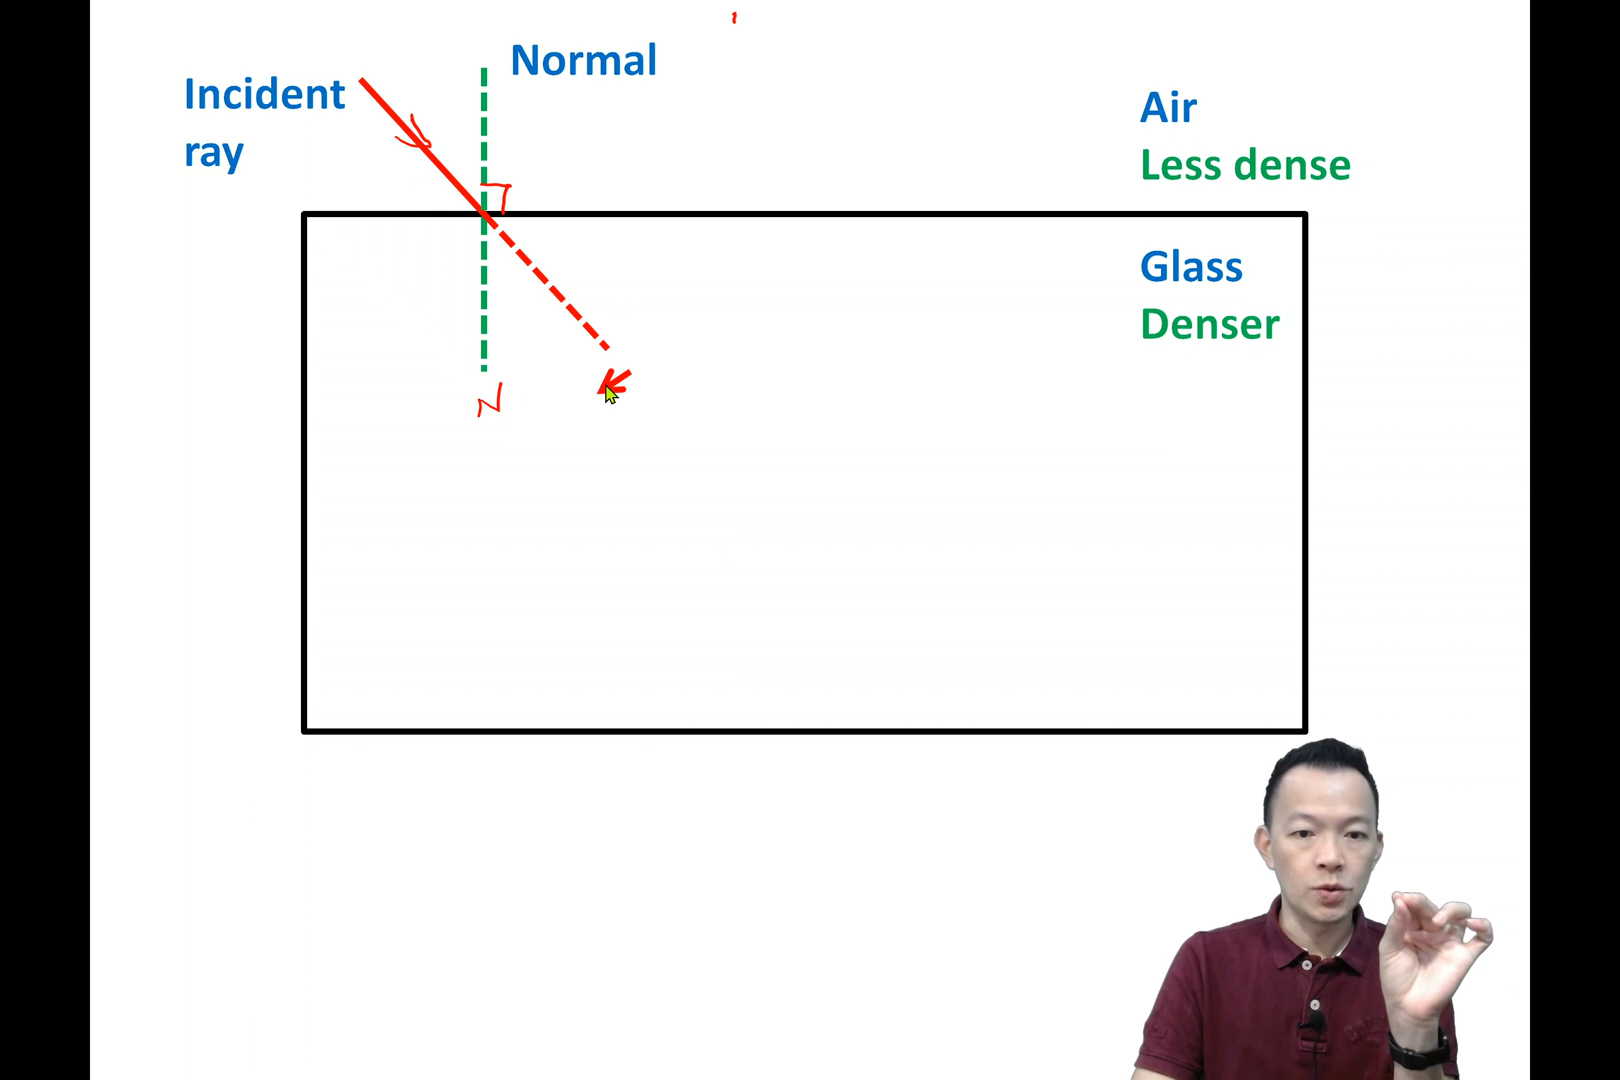 Normal
Incident
ray
Air
Less dense
Glass
Denser
N